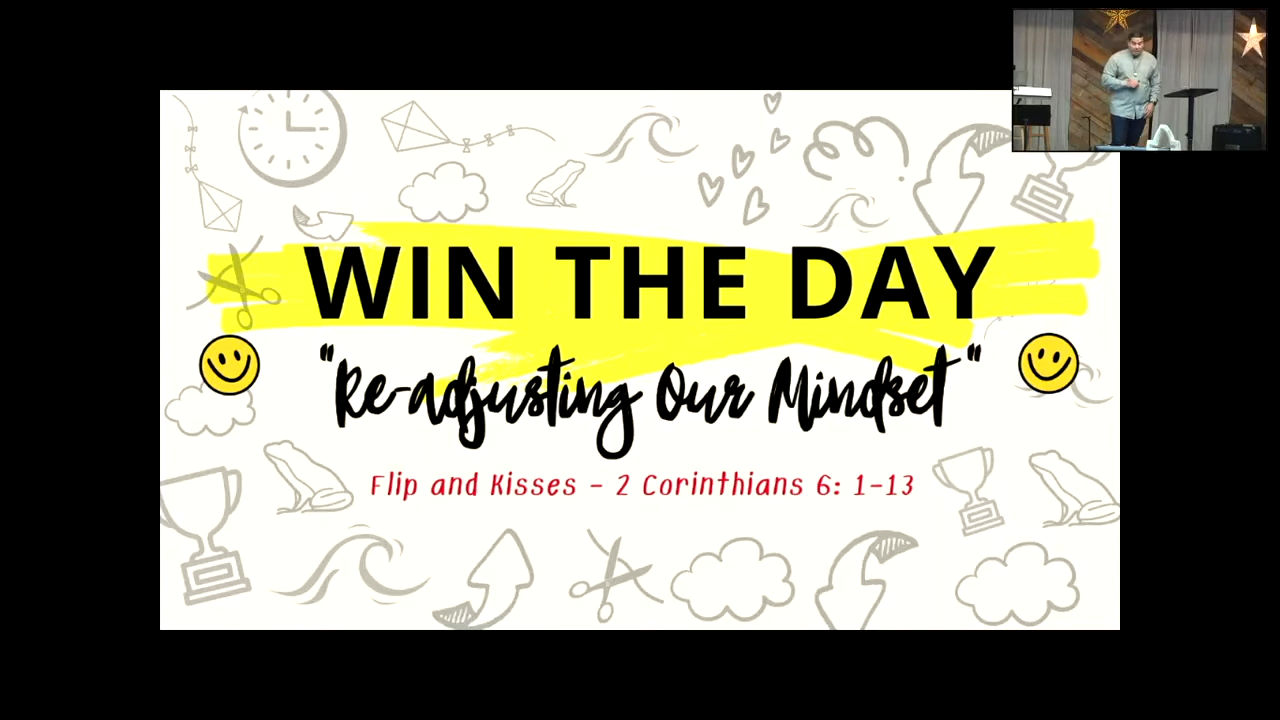 WIN THE DAY
"Re-adjusting Our Mindset"
Flip and Kisses - 2 Corinthians 6: 1-13